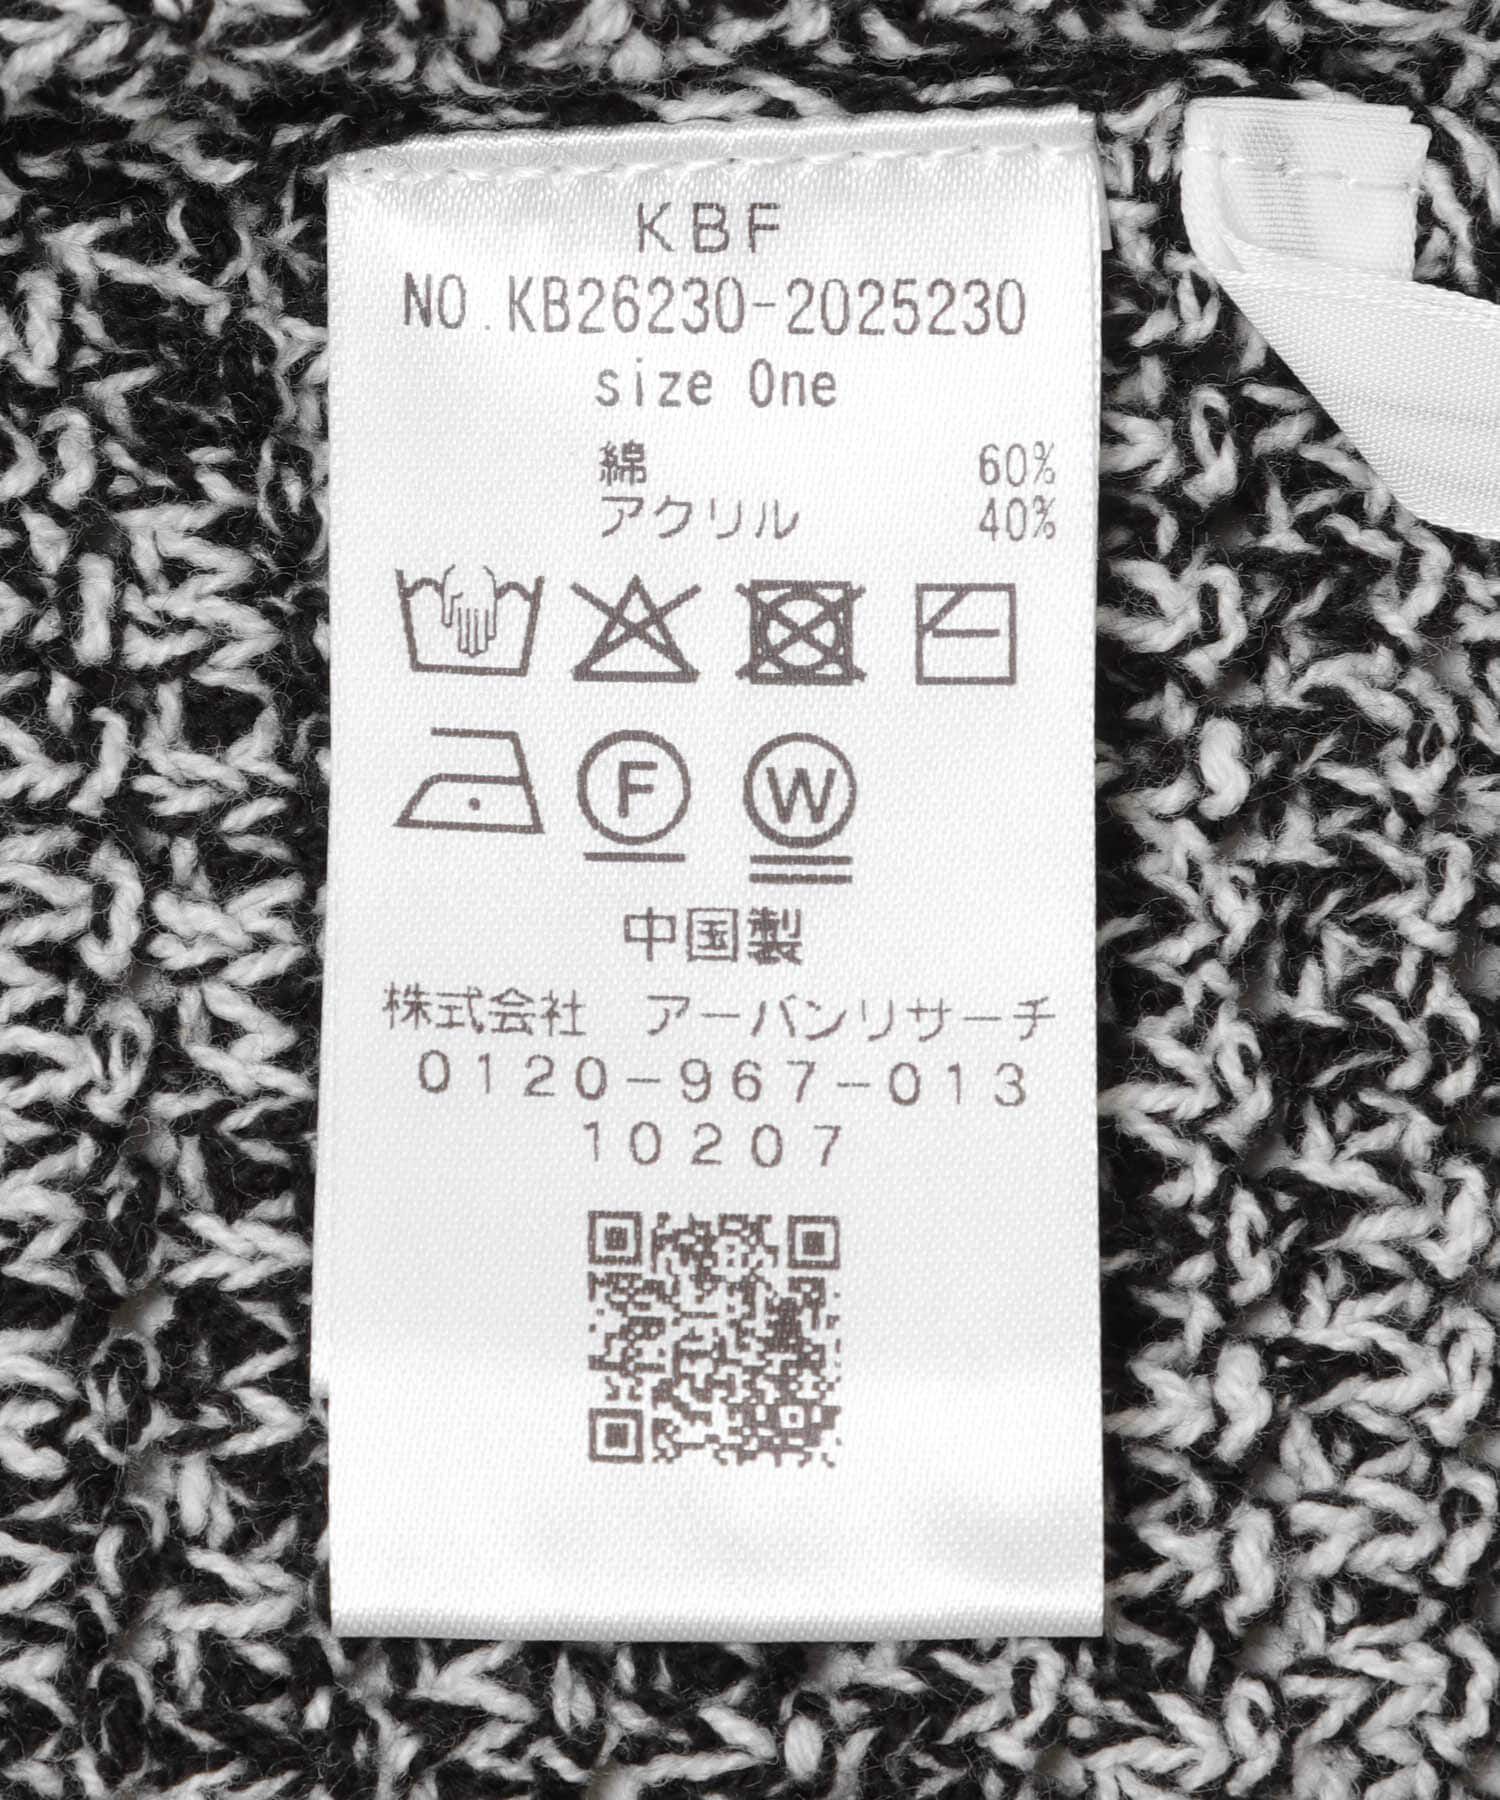 KBF
NO.KB26230-2025230
size One
綿 60%
アクリル 40%
F W
中国製
株式会社 アーバンリサーチ
0120-967-013
10207